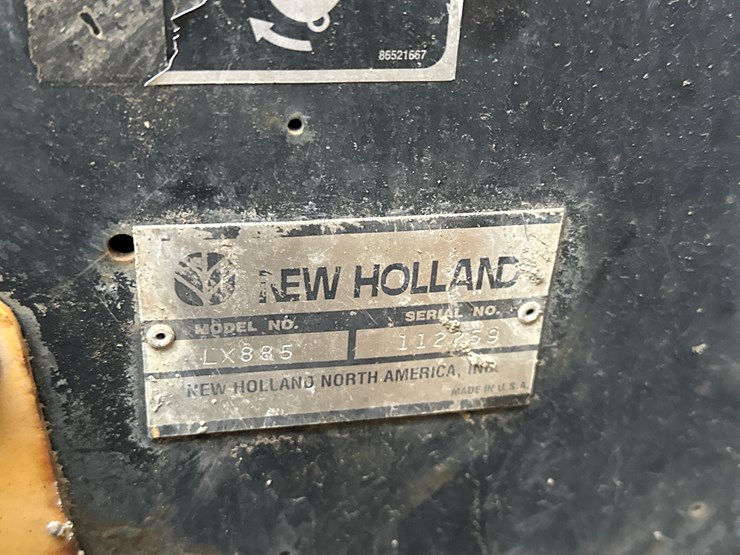 86521667
NEW HOLLAND
MODEL NO. SERIAL NO.
LX885
NEW HOLLAND NORTH AMERICA, INC.
MADE IN U.S.A.